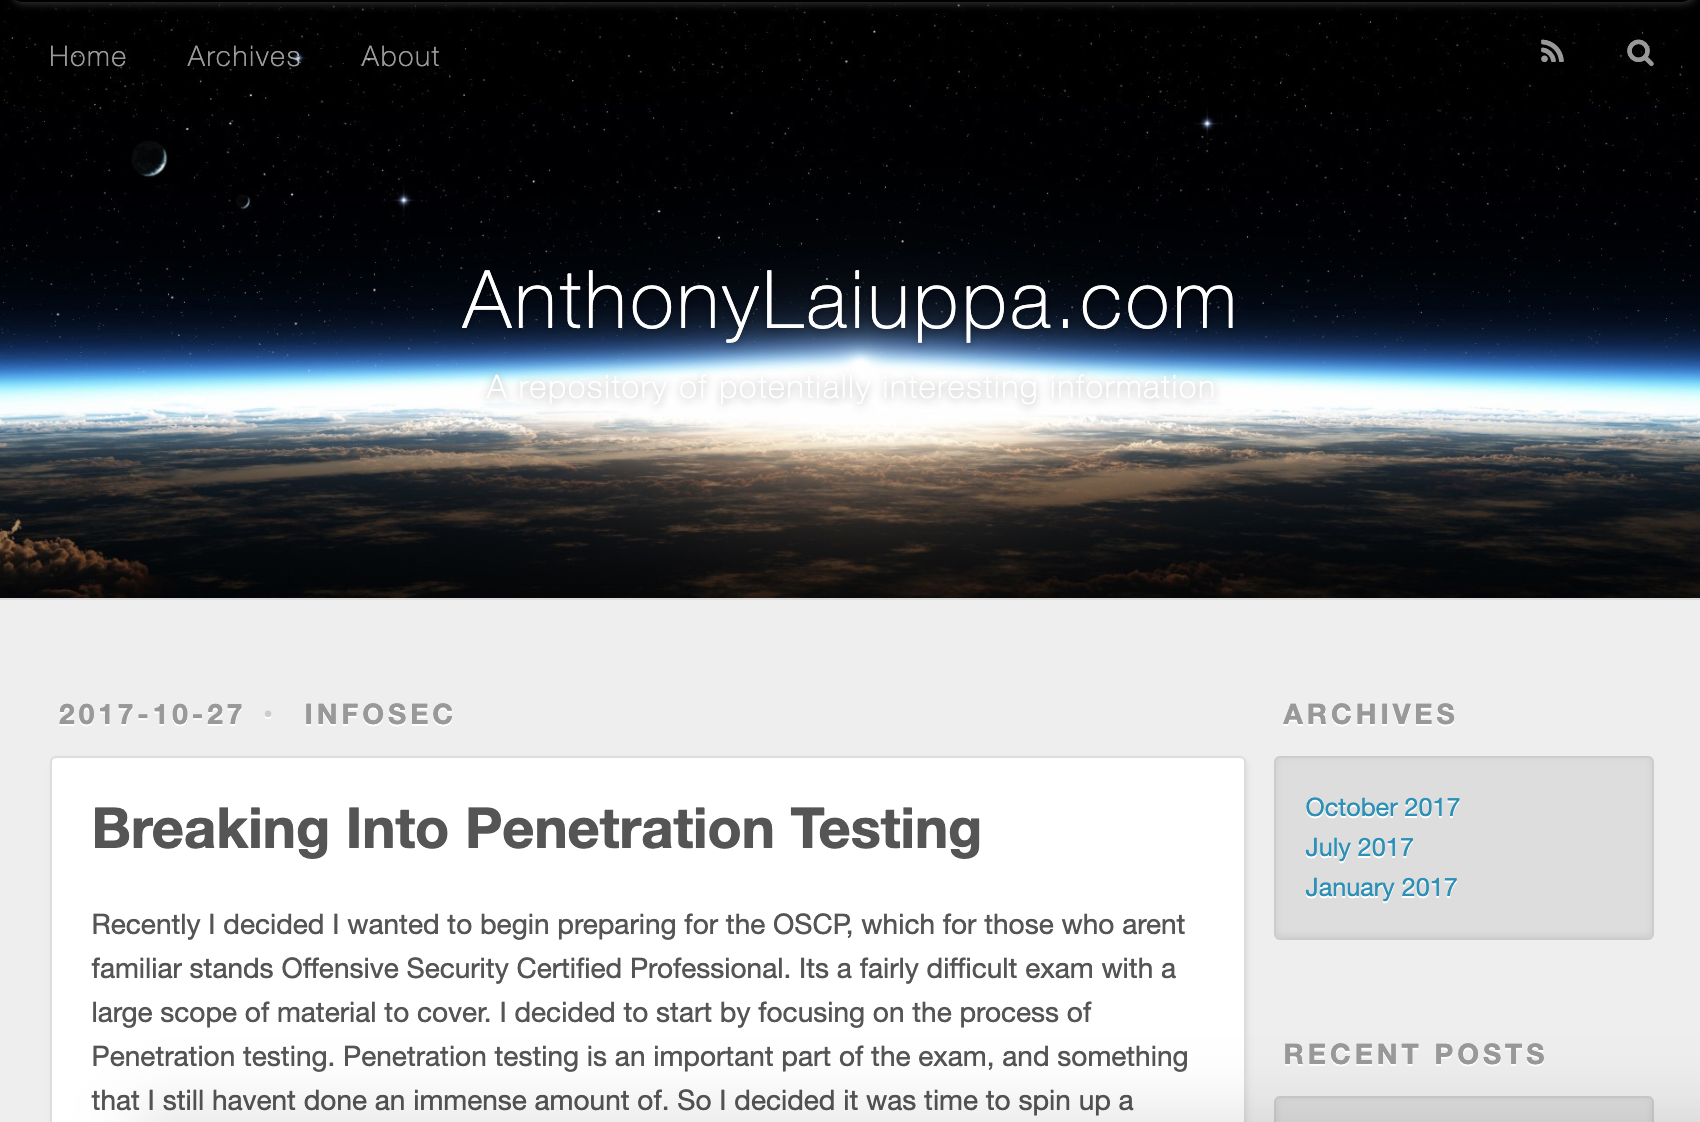 Home Archives About
AnthonyLaiuppa.com
A repository of potentially interesting information
2017-10-27 • INFOSEC
Breaking Into Penetration Testing
Recently I decided I wanted to begin preparing for the OSCP, which for those who arent
familiar stands Offensive Security Certified Professional. Its a fairly difficult exam with a
large scope of material to cover. I decided to start by focusing on the process of
Penetration testing. Penetration testing is an important part of the exam, and something
that I still havent done an immense amount of. So I decided it was time to spin up a
ARCHIVES
October 2017
July 2017
January 2017
RECENT POSTS